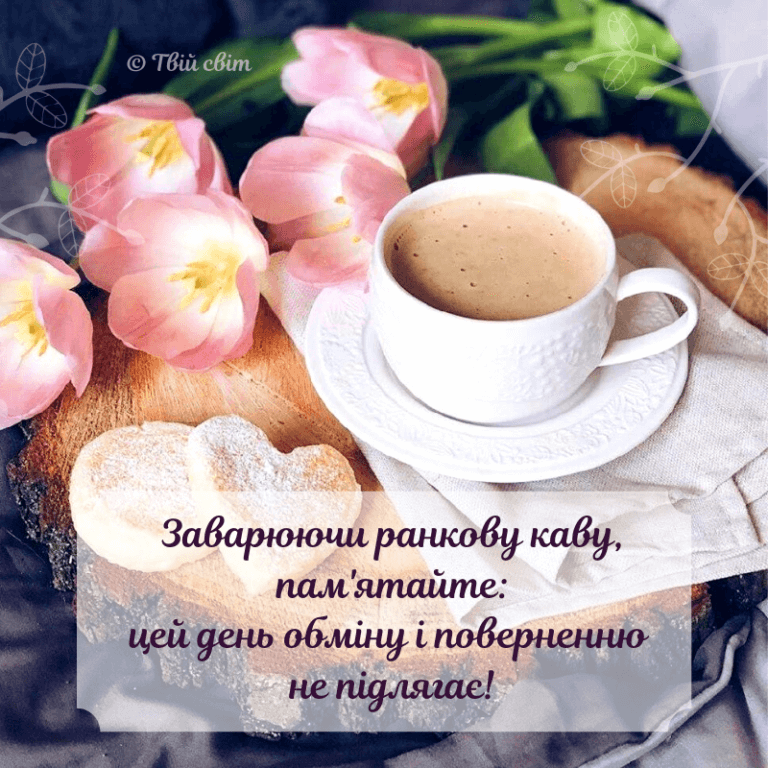 © Твій світ
Заварюючи ранкову каву,
пам'ятайте:
цей день обміну і поверненню
не підлягає!